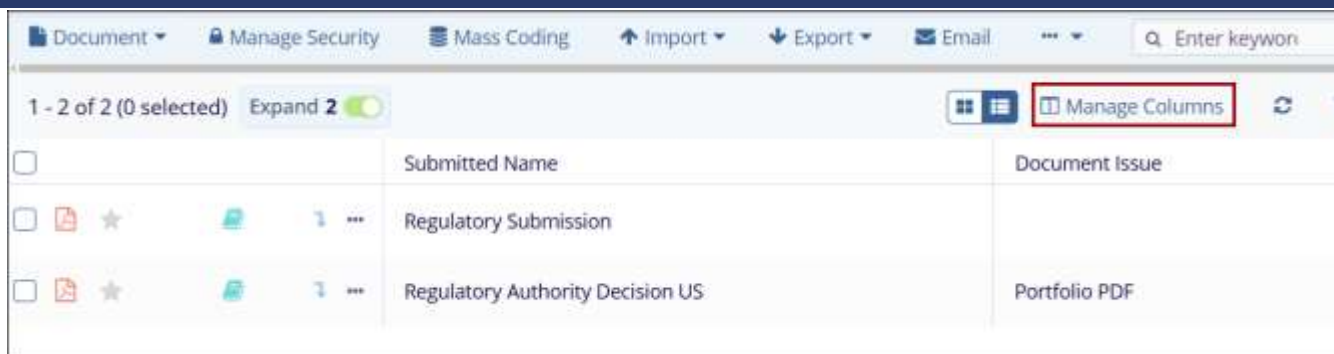 Document Manage Security Mass Coding Import Export Email ••• Enter keywor
1 - 2 of 2 (0 selected) Expand 2 Manage Columns
Submitted Name Document Issue
••• Regulatory Submission
••• Regulatory Authority Decision US Portfolio PDF